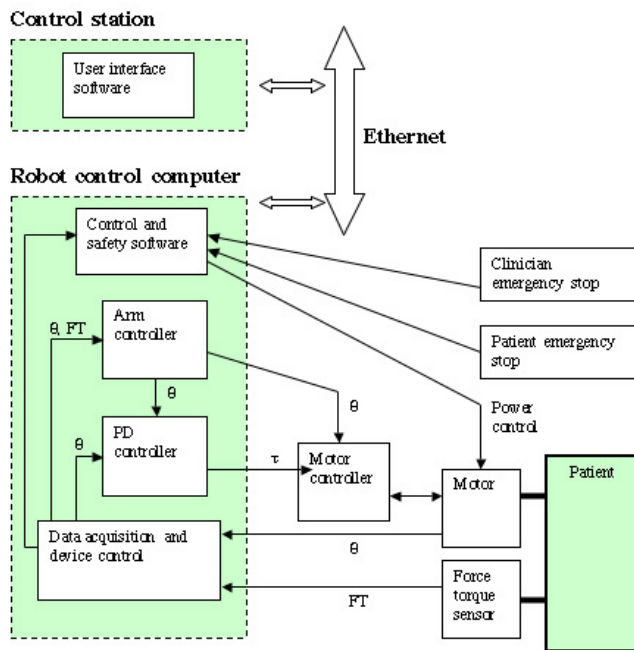 Control station
User interface
software
Ethernet
Robot control computer
Control and
safety software
Clinician
emergency stop
Patient emergency
stop
θ, FT
Arm
controller
θ
θ
Power
control
θ
PD
controller
τ
Motor
controller
Motor
Patient
Data acquisition and
device control
θ
FT
Force
torque
sensor